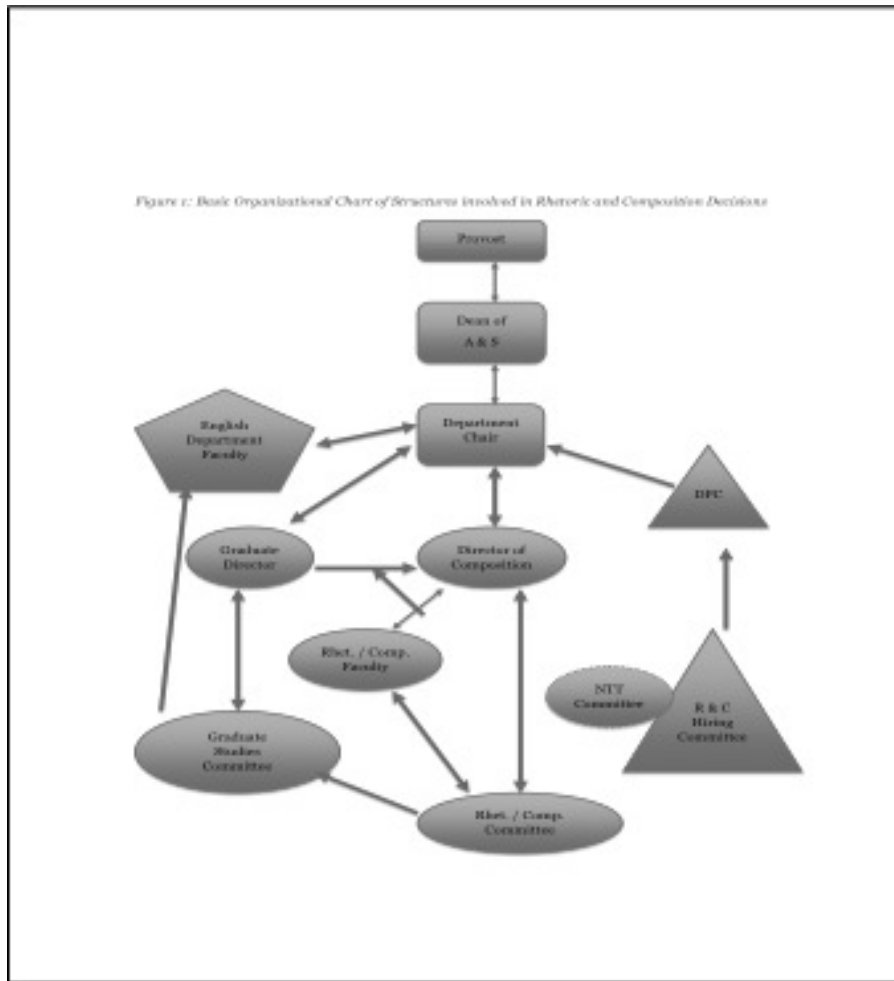 Figure 1: Basic Organizational Chart of Structures involved in Rhetoric and Composition Decisions
Provost
Dean of
A & S
Department
Chair
English
Department
Faculty
DPC
Graduate
Director
Director of
Composition
Rhet. / Comp.
Faculty
NTT
Committee
R & C
Hiring
Committee
Graduate
Studies
Committee
Rhet. / Comp.
Committee